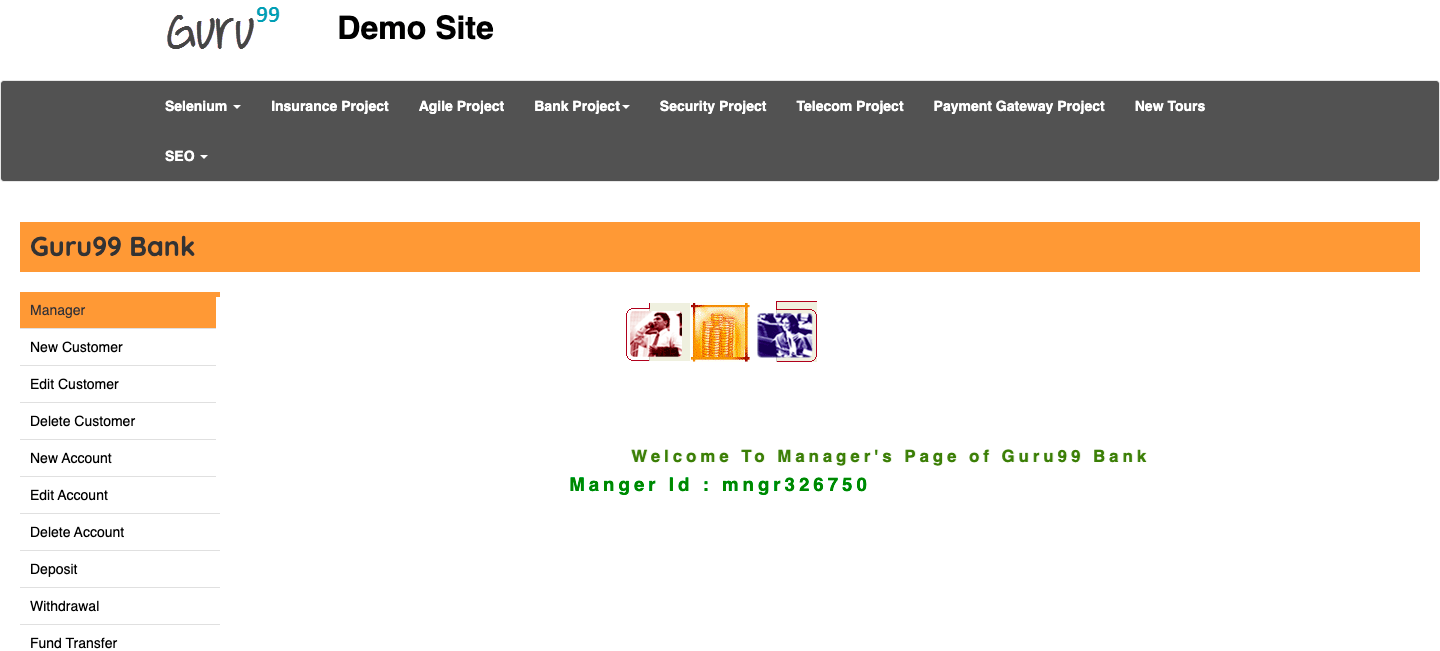 Guru99 Demo Site
Selenium Insurance Project Agile Project Bank Project Security Project Telecom Project Payment Gateway Project New Tours
SEO
Guru99 Bank
Manager
New Customer
Edit Customer
Delete Customer
Welcome To Manager's Page of Guru99 Bank
New Account
Manger Id : mngr326750
Edit Account
Delete Account
Deposit
Withdrawal
Fund Transfer